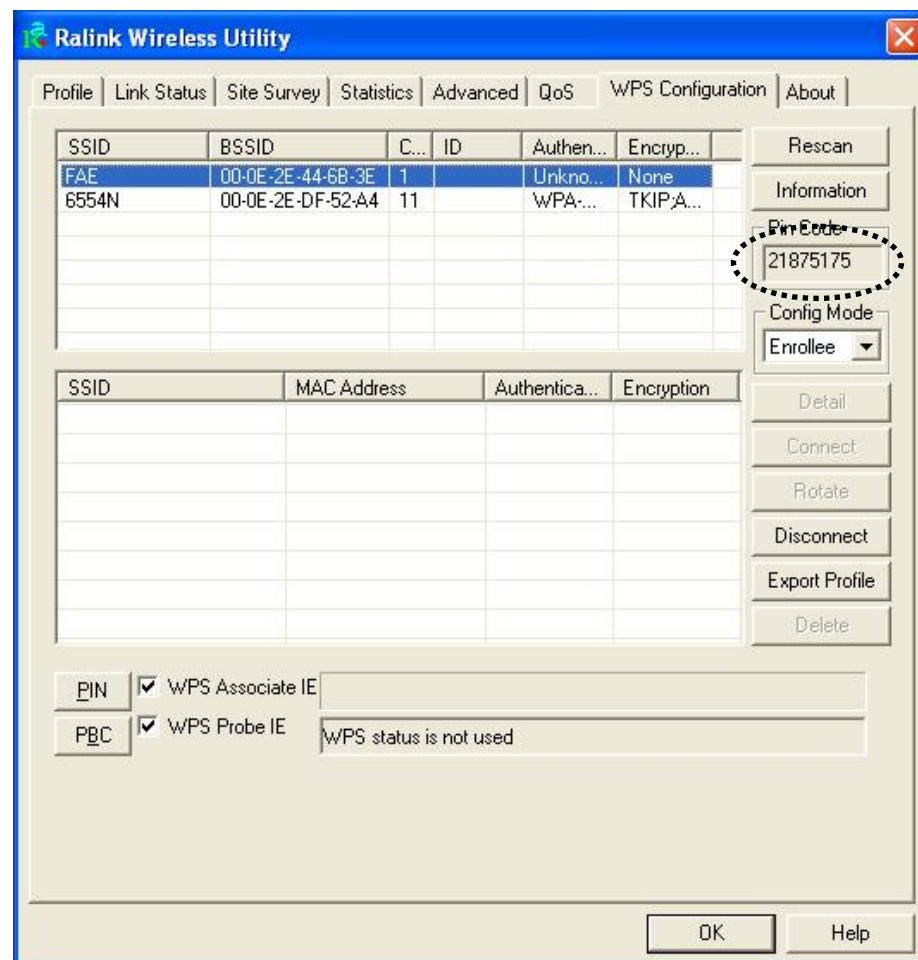 Ralink Wireless Utility
Profile Link Status Site Survey Statistics Advanced QoS WPS Configuration About
SSID BSSID C... ID Authen... Encryp...
FAE 00-0E-2E-44-6B-3E 1 Unkno... None
6554N 00-0E-2E-DF-52-A4 11 WPA-... TKIP;A...
Rescan
Information
Pin Code
21875175
Config Mode
Enrollee
SSID MAC Address Authentica... Encryption
Detail
Connect
Rotate
Disconnect
Export Profile
Delete
PIN WPS Associate IE
PBC WPS Probe IE WPS status is not used
OK Help